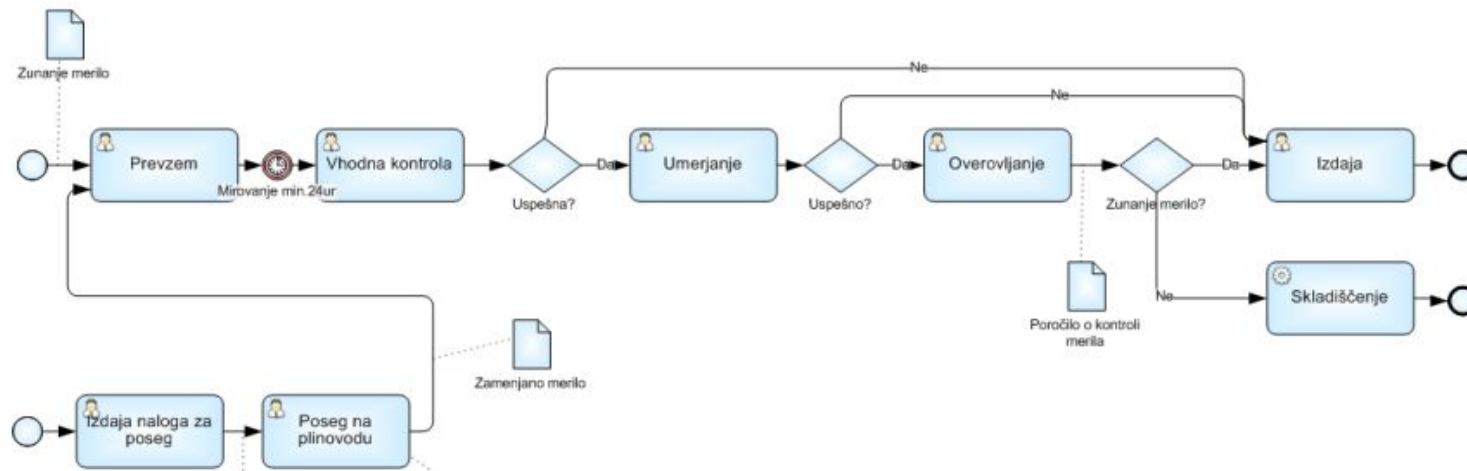 Zunanje merilo
Ne
Ne
Prevzem
Mirovanje min.24ur
Vhodna kontrola
Uspešna?
Da
Umerjanje
Uspešno?
Da
Overovljanje
Zunanje merilo?
Da
Izdaja
Poročilo o kontroli
merila
Ne
Skladiščenje
Zamenjano merilo
Izdaja naloga za
poseg
Poseg na
plinovodu